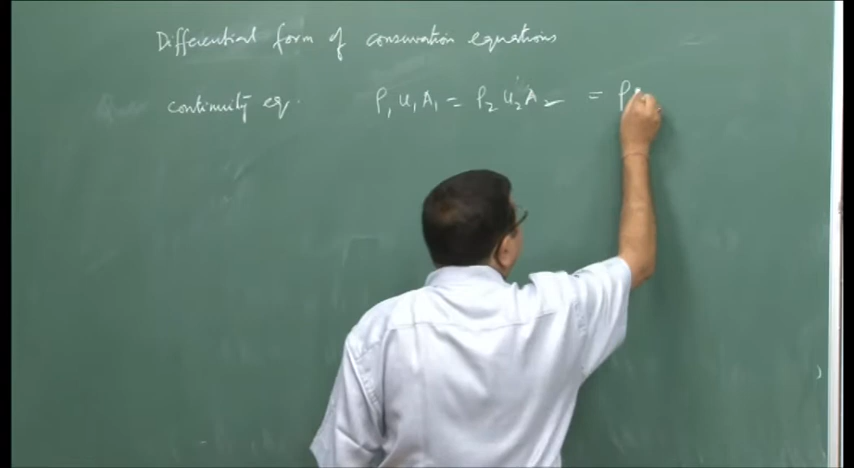 Differential form of conservation equations
continuity eq. ρ₁ u₁ A₁ = ρ₂ u₂ A₂ = ρ